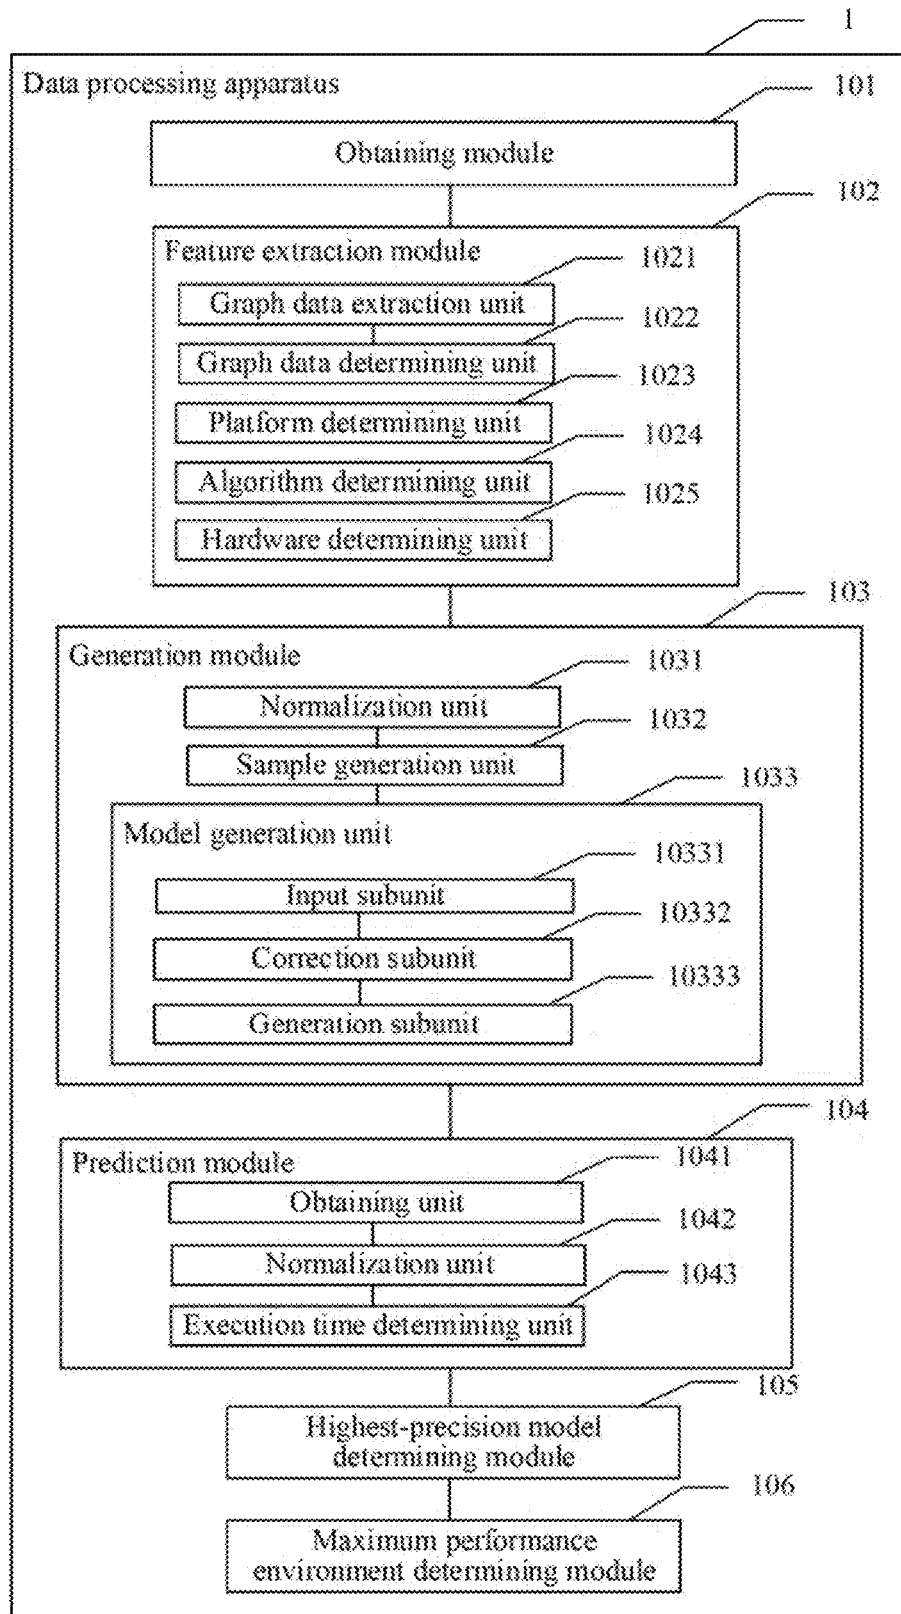 1
Data processing apparatus
101
Obtaining module
102
Feature extraction module
1021
Graph data extraction unit
1022
Graph data determining unit
1023
Platform determining unit
1024
Algorithm determining unit
1025
Hardware determining unit
103
Generation module
1031
Normalization unit
1032
Sample generation unit
1033
Model generation unit
10331
Input subunit
10332
Correction subunit
10333
Generation subunit
104
Prediction module
1041
Obtaining unit
1042
Normalization unit
1043
Execution time determining unit
105
Highest-precision model
determining module
106
Maximum performance
environment determining module